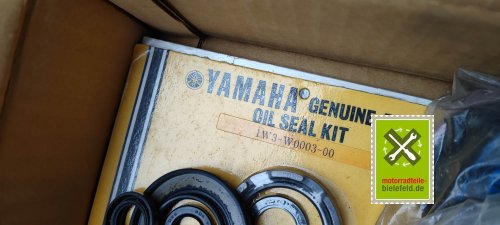 YAMAHA GENUINE
OIL SEAL KIT
1W3-W0003-00
motorradteile-
bielefeld.de